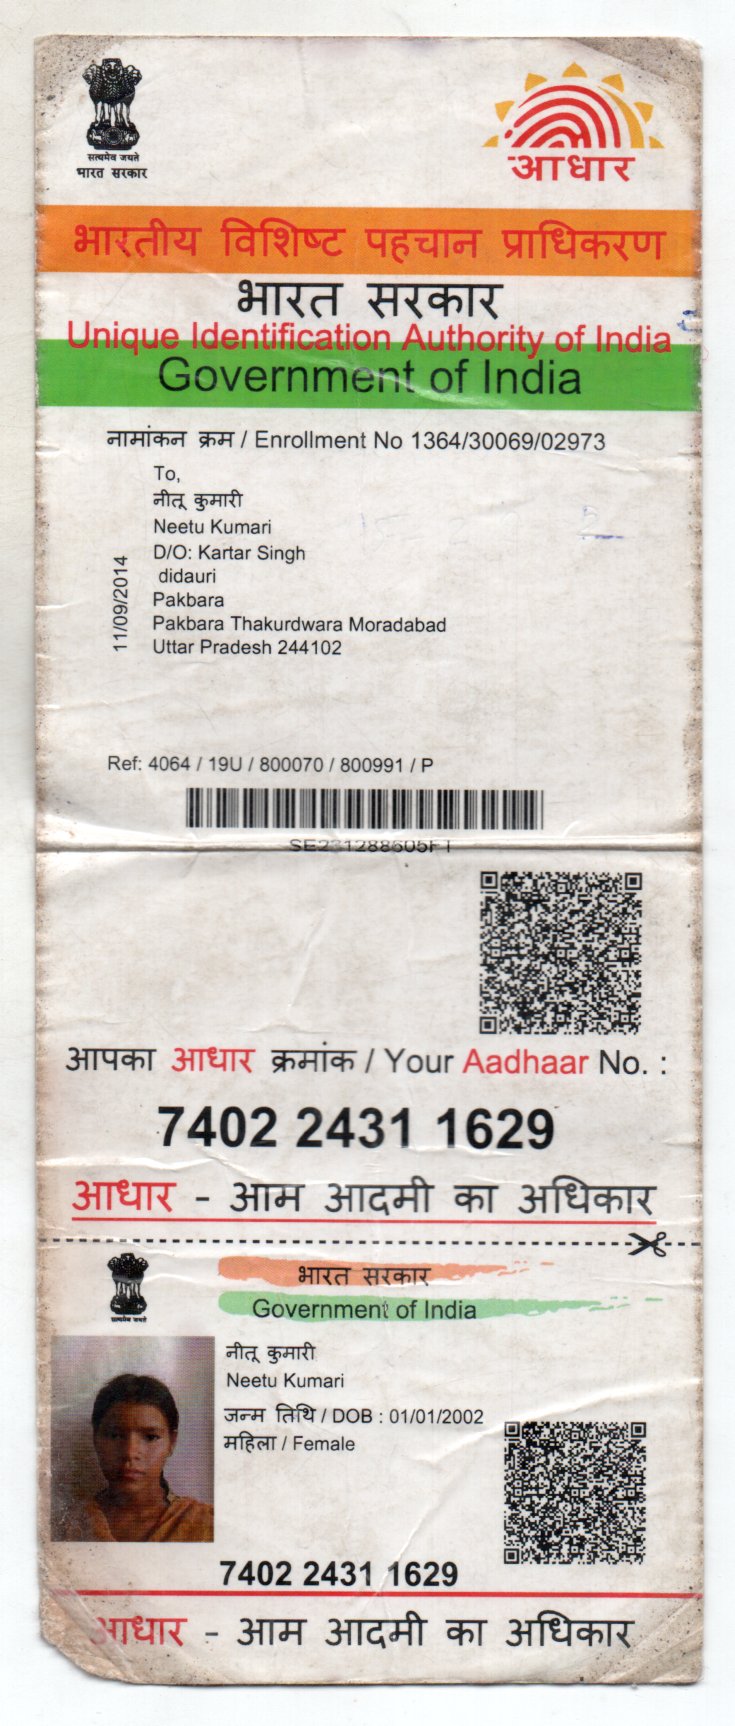 सत्यमेव जयते
भारत सरकार
आधार
भारतीय विशिष्ट पहचान प्राधिकरण
भारत सरकार
Unique Identification Authority of India
Government of India
नामांकन क्रम / Enrollment No 1364/30069/02973
To,
नीतू कुमारी
Neetu Kumari
D/O: Kartar Singh
didauri
Pakbara
Pakbara Thakurdwara Moradabad
Uttar Pradesh 244102
11/09/2014
Ref: 4064 / 19U / 800070 / 800991 / P
आपका आधार क्रमांक / Your Aadhaar No. :
7402 2431 1629
आधार - आम आदमी का अधिकार
भारत सरकार
Government of India
सत्यमेव जयते
नीतू कुमारी
Neetu Kumari
जन्म तिथि / DOB : 01/01/2002
महिला / Female
7402 2431 1629
आधार - आम आदमी का अधिकार